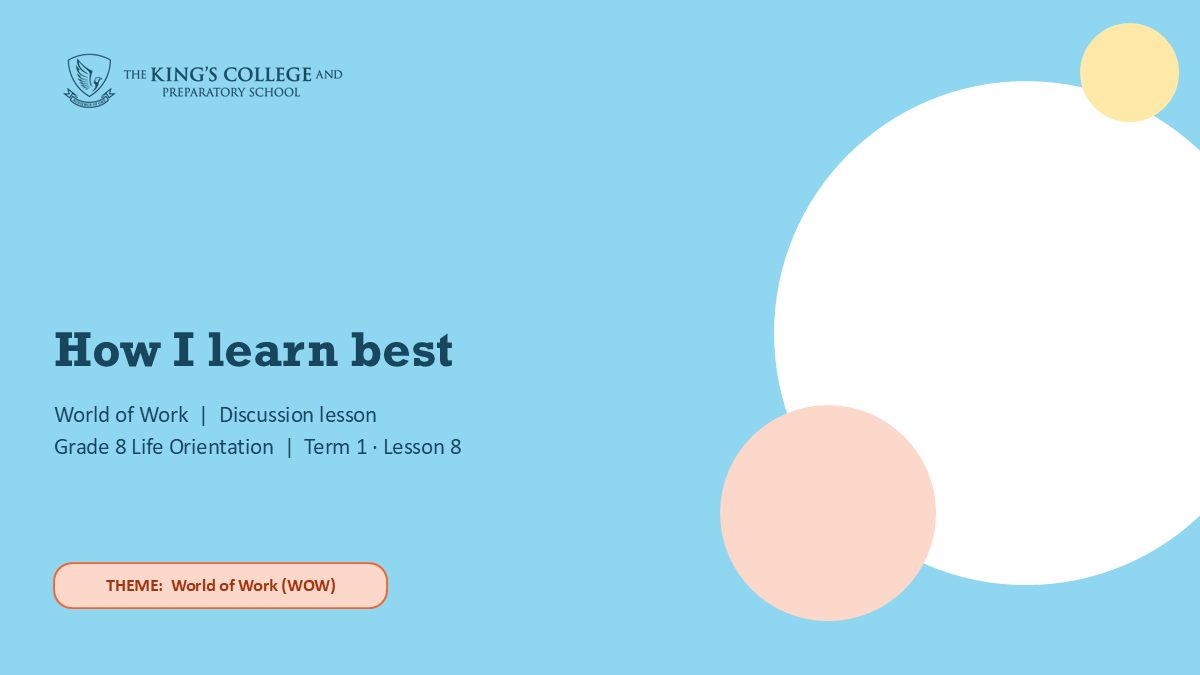 THE KING'S COLLEGE AND
PREPARATORY SCHOOL
How I learn best
World of Work | Discussion lesson
Grade 8 Life Orientation | Term 1 · Lesson 8
THEME: World of Work (WOW)